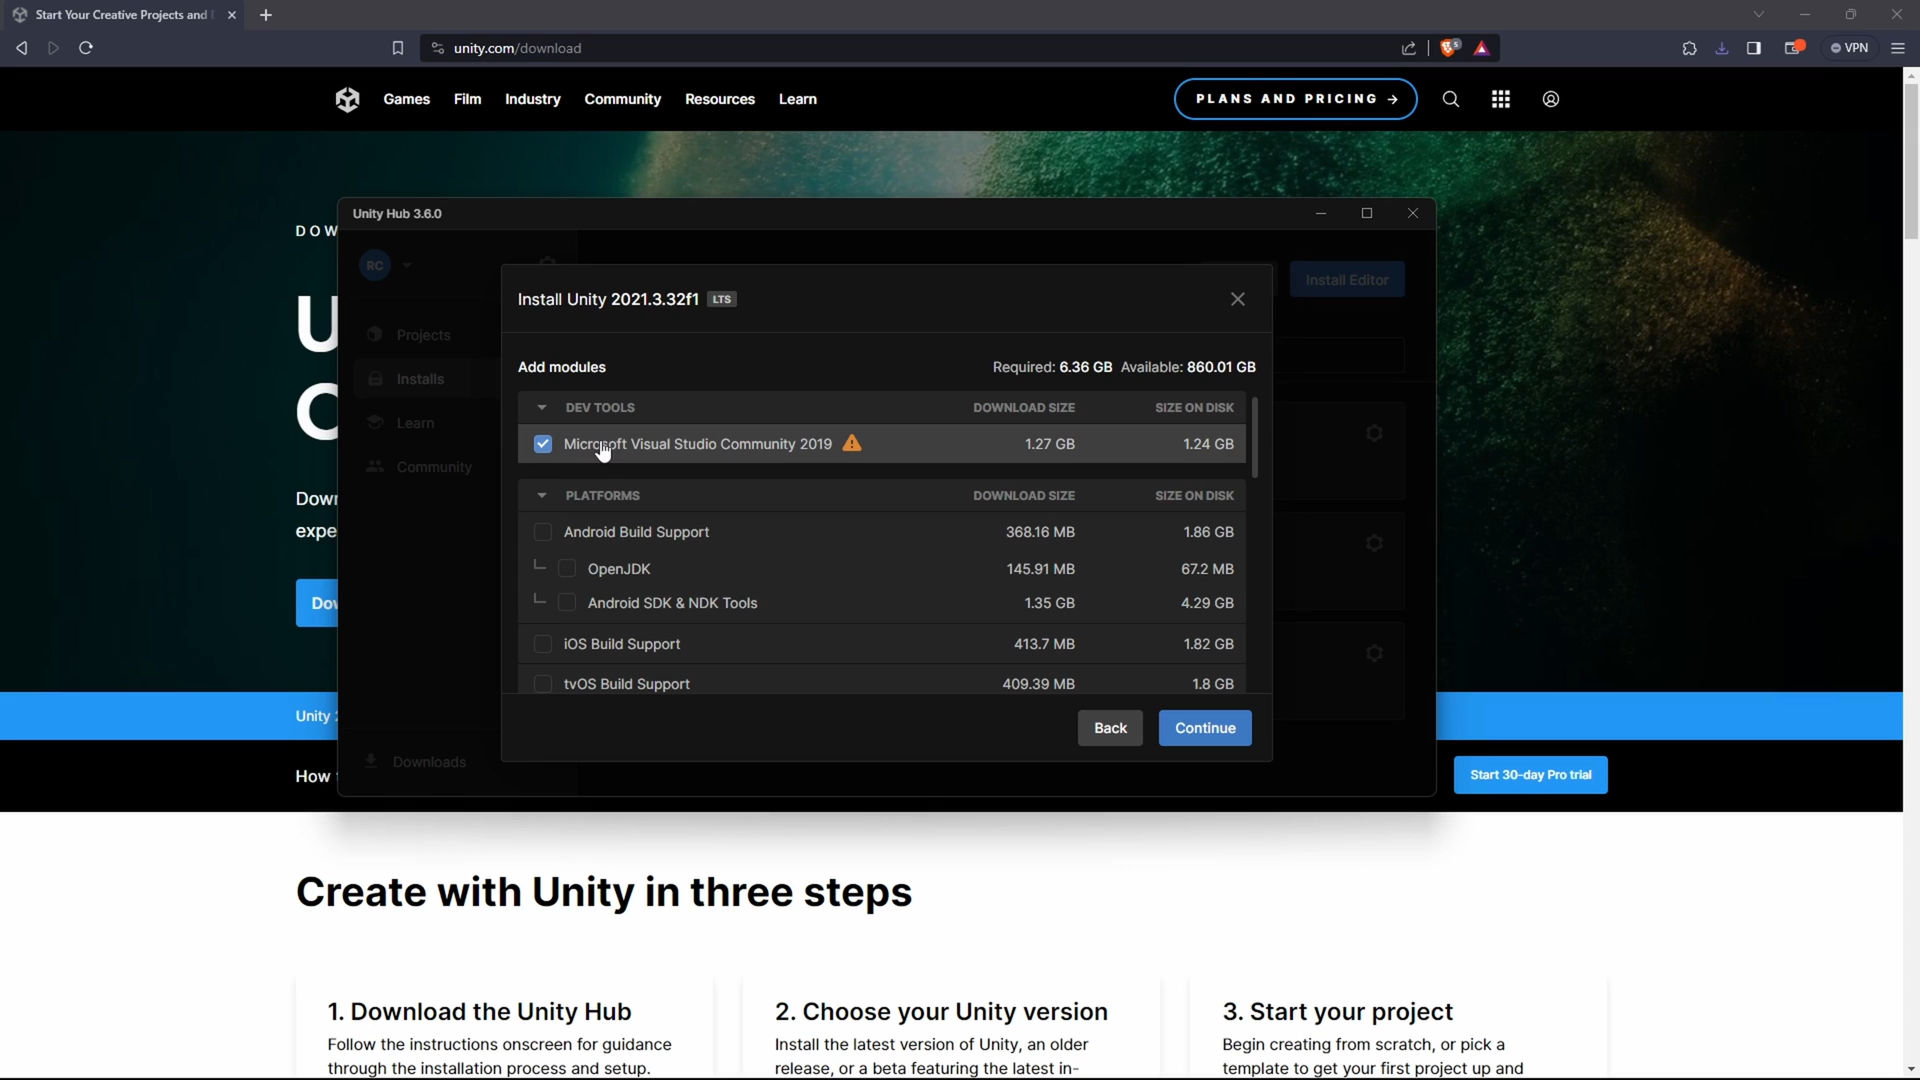 Start Your Creative Projects and
unity.com/download
VPN
Games Film Industry Community Resources Learn
PLANS AND PRICING →
DOW
U
O
Down
expe
Dow
Unity 2
How
Start 30-day Pro trial
Unity Hub 3.6.0
RC
Install Editor
Projects
Installs
Learn
Community
Downloads
Install Unity 2021.3.32f1 LTS
Add modules Required: 6.36 GB Available: 860.01 GB
DEV TOOLS DOWNLOAD SIZE SIZE ON DISK
Microsoft Visual Studio Community 2019 1.27 GB 1.24 GB
PLATFORMS DOWNLOAD SIZE SIZE ON DISK
Android Build Support 368.16 MB 1.86 GB
OpenJDK 145.91 MB 67.2 MB
Android SDK & NDK Tools 1.35 GB 4.29 GB
iOS Build Support 413.7 MB 1.82 GB
tvOS Build Support 409.39 MB 1.8 GB
Back Continue
Create with Unity in three steps
1. Download the Unity Hub
Follow the instructions onscreen for guidance
through the installation process and setup.
2. Choose your Unity version
Install the latest version of Unity, an older
release, or a beta featuring the latest in-
3. Start your project
Begin creating from scratch, or pick a
template to get your first project up and